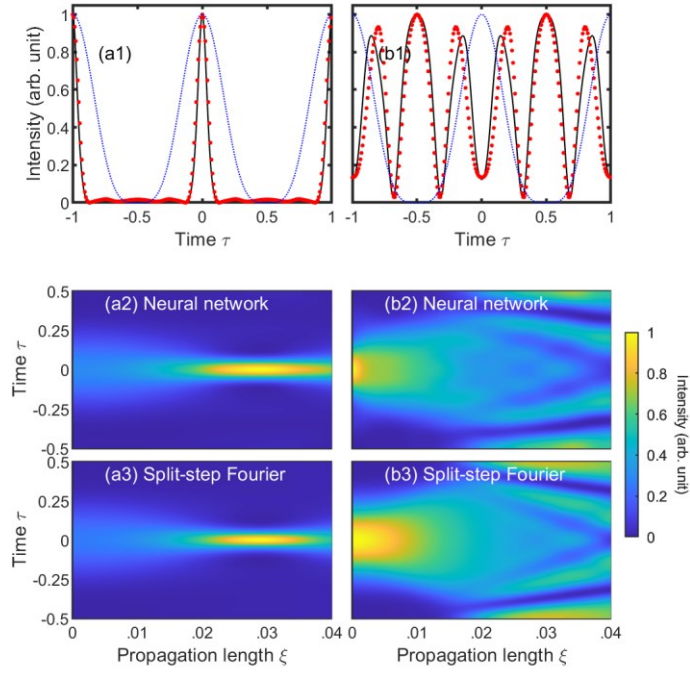 (a1)
(b1)
Intensity (arb. unit)
1
0.8
0.6
0.4
0.2
0
-1 -0.5 0 0.5 1
-1 -0.5 0 0.5 1
Time τ
Time τ
(a2) Neural network
(b2) Neural network
Time τ
0.5
0.25
0
-0.25
-0.5
(a3) Split-step Fourier
(b3) Split-step Fourier
Time τ
0.5
0.25
0
-0.25
-0.5
0 .01 .02 .03 .04
0 .01 .02 .03 .04
Propagation length ξ
Propagation length ξ
1
0.8
0.6
0.4
0.2
0
Intensity (arb. unit)